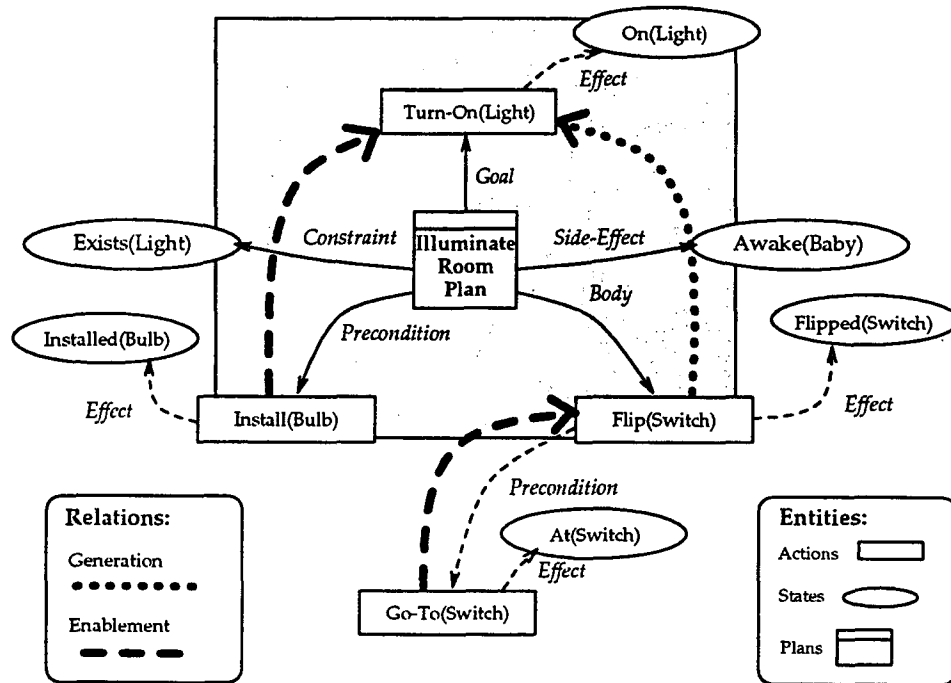 On(Light)
Effect
Turn-On(Light)
Goal
Exists(Light)
Constraint
Illuminate
Room
Plan
Side-Effect
Awake(Baby)
Body
Precondition
Installed(Bulb)
Flipped(Switch)
Effect
Install(Bulb)
Flip(Switch)
Effect
Precondition
At(Switch)
Effect
Go-To(Switch)
Relations:
Generation
Enablement
Entities:
Actions
States
Plans